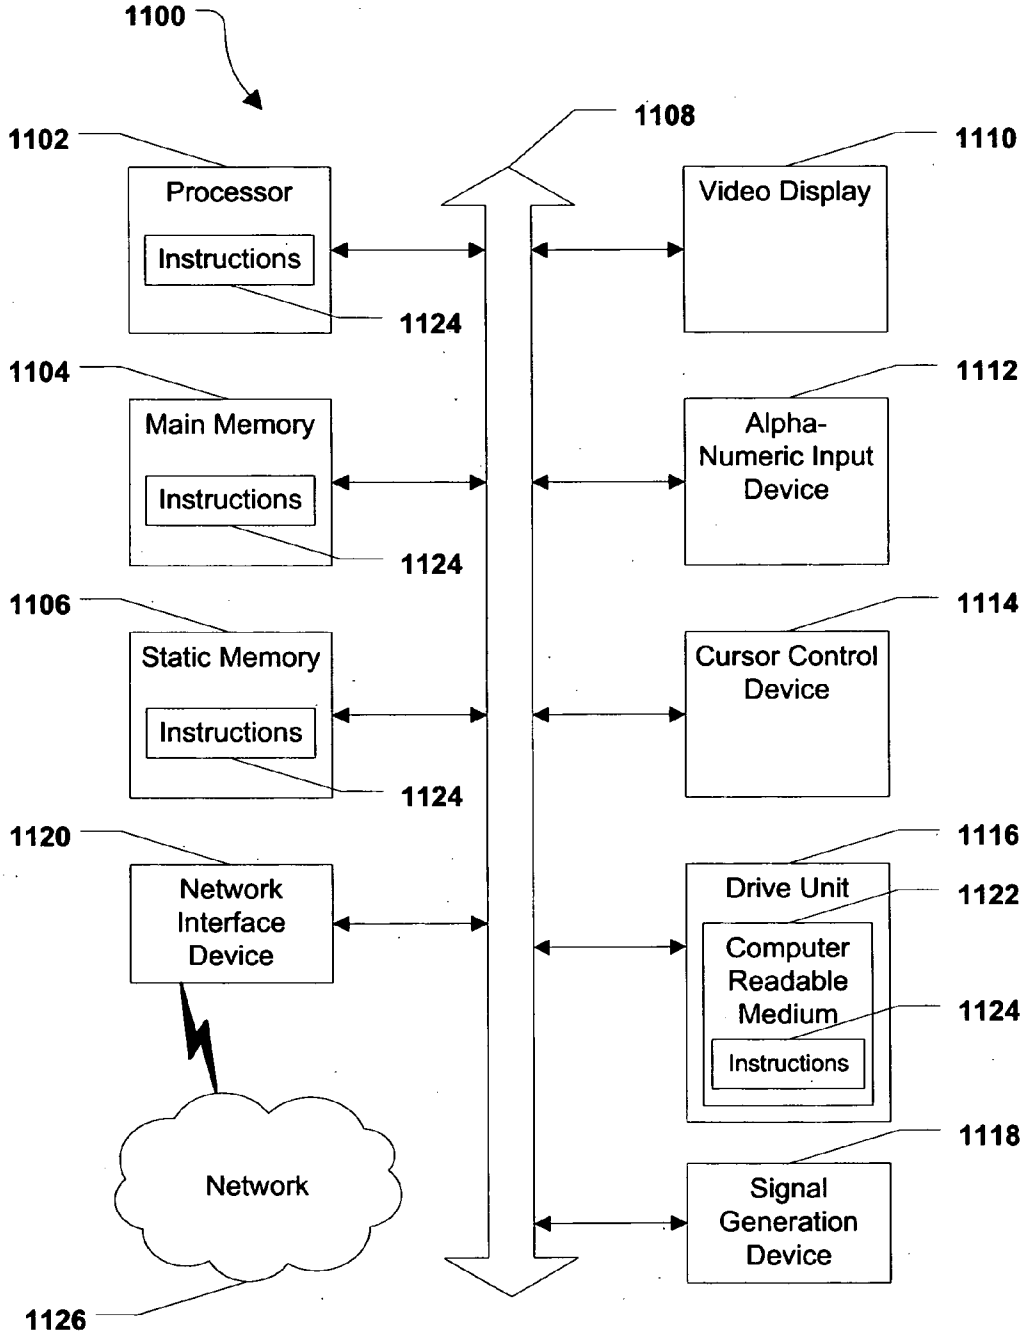 1100
1108
1102
Processor
Instructions
1124
1110
Video Display
1104
Main Memory
Instructions
1124
1112
Alpha-
Numeric Input
Device
1106
Static Memory
Instructions
1124
1114
Cursor Control
Device
1120
Network
Interface
Device
1116
Drive Unit
1122
Computer
Readable
Medium
1124
Instructions
Network
1126
1118
Signal
Generation
Device